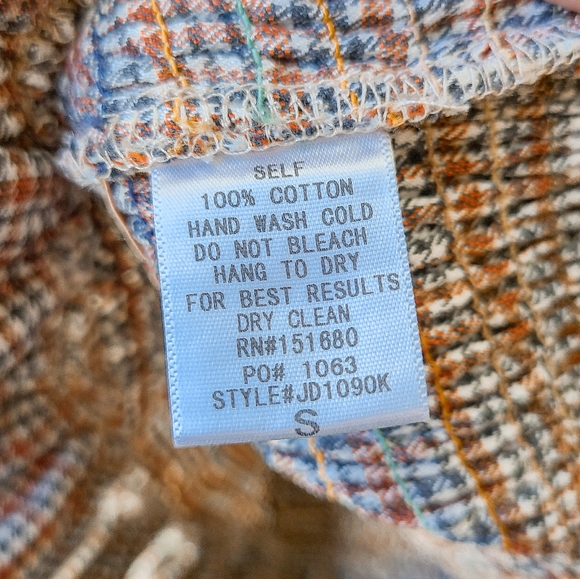 SELF
100% COTTON
HAND WASH COLD
DO NOT BLEACH
HANG TO DRY
FOR BEST RESULTS
DRY CLEAN
RN#151680
PO# 1063
STYLE#JD1090K
S